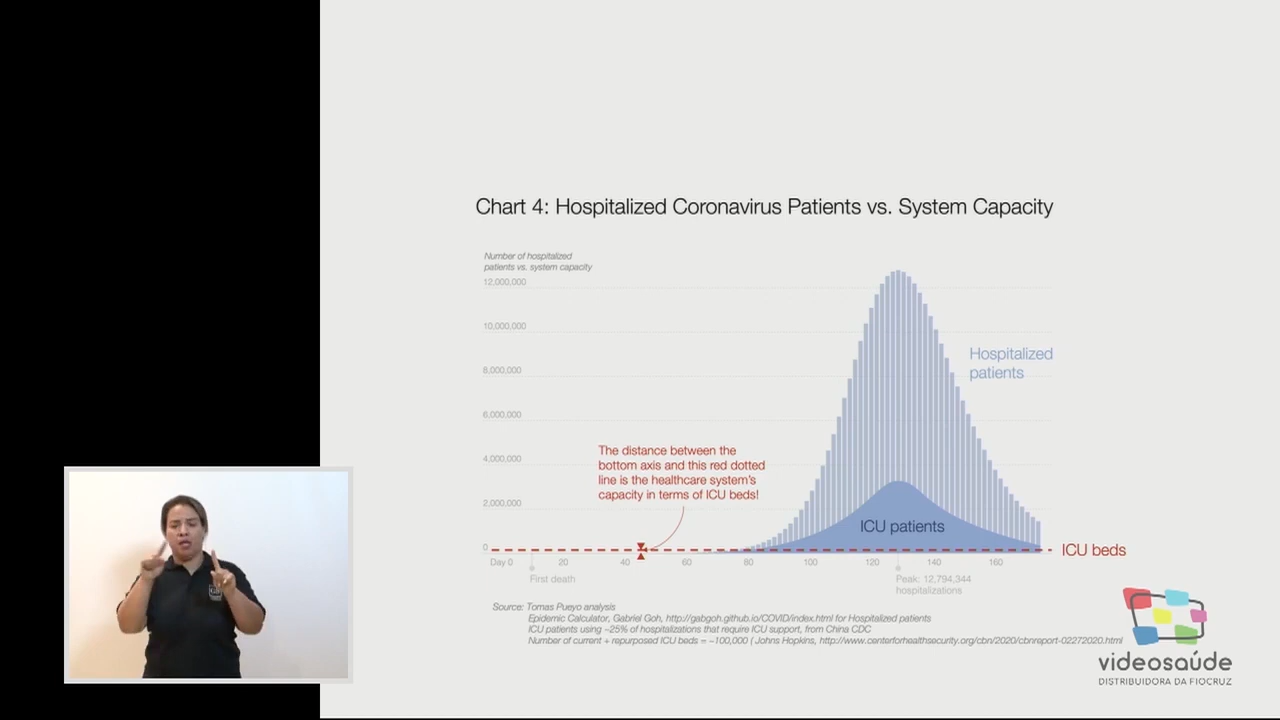 Chart 4: Hospitalized Coronavirus Patients vs. System Capacity
Number of hospitalized
patients vs. system capacity
12,000,000
10,000,000
8,000,000
6,000,000
4,000,000
2,000,000
0
Hospitalized
patients
The distance between the
bottom axis and this red dotted
line is the healthcare system's
capacity in terms of ICU beds!
ICU patients
ICU beds
Day 0 20 40 60 80 100 120 140 160
First death
Peak: 12,794,344
hospitalizations
Source: Tomas Pueyo analysis
Epidemic Calculator, Gabriel Goh, http://gabgoh.github.io/COVID/index.html for Hospitalized patients
ICU patients using ~25% of hospitalizations that require ICU support, from China CDC
Number of current + repurposed ICU beds = ~100,000 ( Johns Hopkins, http://www.centerforhealthsecurity.org/cbn/2020/cbnreport-02272020.html
videosaúde
DISTRIBUIDORA DA FIOCRUZ